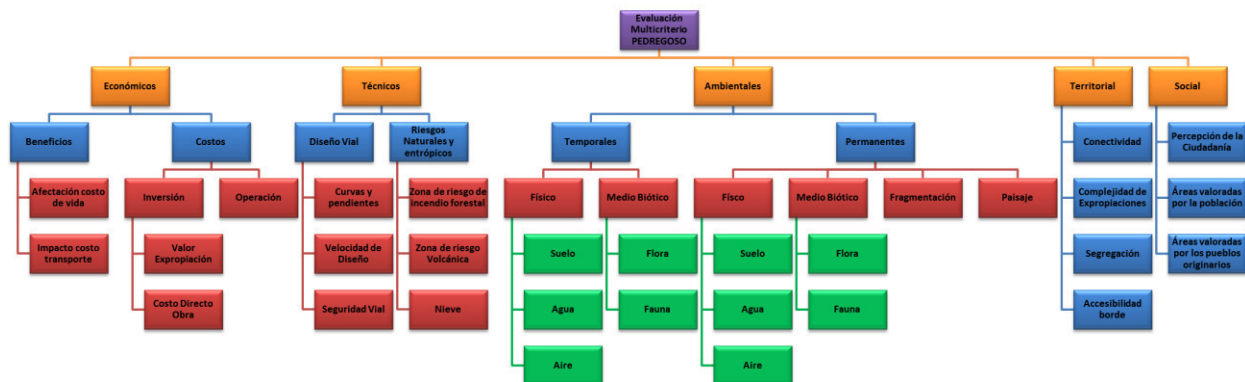 Evaluación
Multicriterio
PEDREGOSO
Económicos
Técnicos
Ambientales
Territorial
Social
Beneficios
Costos
Diseño Vial
Riesgos
Naturales y
entrópicos
Temporales
Permanentes
Conectividad
Percepción de la
Ciudadanía
Afectación costo
de vida
Inversión
Operación
Curvas y
pendientes
Zona de riesgo de
Incendio forestal
Físico
Medio Biótico
Físco
Medio Biótico
Fragmentación
Paisaje
Complejidad de
Expropiaciones
Áreas valoradas
por la población
Impacto costo
transporte
Valor
Expropiación
Velocidad de
Diseño
Zona de riesgo
Volcánica
Suelo
Flora
Suelo
Flora
Segregación
Áreas valoradas
por los pueblos
originarios
Costo Directo
Obra
Seguridad Vial
Nieve
Agua
Fauna
Agua
Fauna
Accesibilidad
borde
Aire
Aire